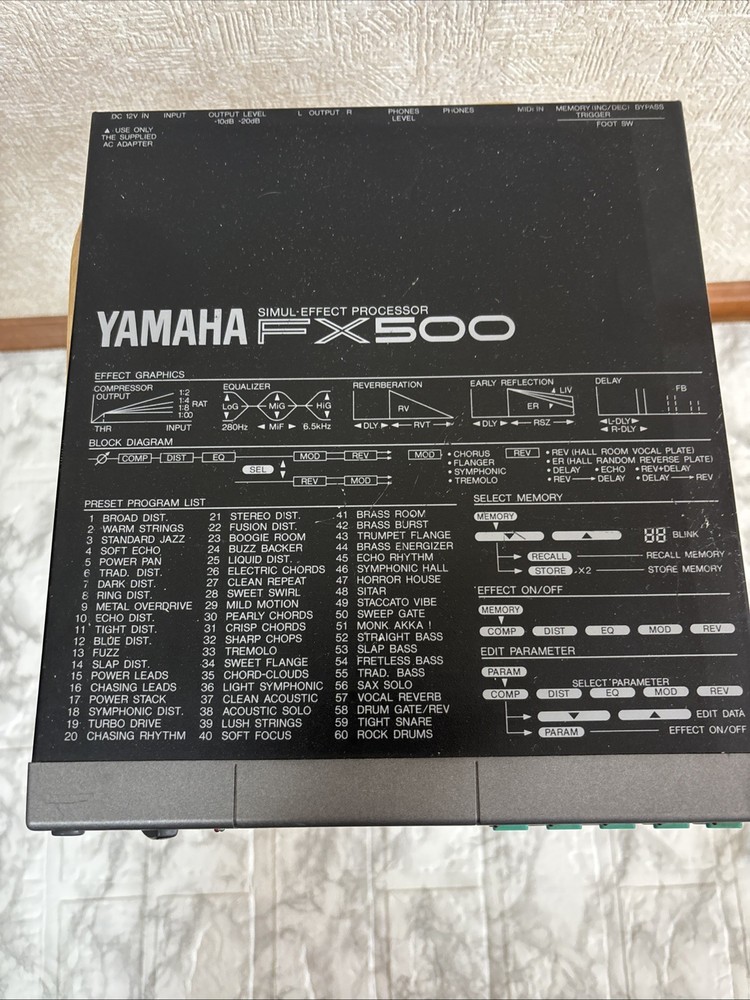 DC 12V IN INPUT OUTPUT LEVEL L OUTPUT R PHONES PHONES MIDI IN MEMORY(INC/DEC) BYPASS
-10dB -20dB LEVEL TRIGGER
FOOT SW
▲ USE ONLY
THE SUPPLIED
AC ADAPTER
SIMUL-EFFECT PROCESSOR
YAMAHA FX500
EFFECT GRAPHICS
COMPRESSOR
OUTPUT
1:2
1:4
1:8
1:00
RAT
THR INPUT
EQUALIZER
LoG MiG HiG
280Hz ◄ MiF ► 6.5kHz
REVERBERATION
RV
◄ DLY ►◄ RVT ►
EARLY REFLECTION
LIV
ER
◄ DLY ►◄ RSZ ►
DELAY
FB
◄L-DLY►
◄ R-DLY ►
BLOCK DIAGRAM
COMP DIST EQ
SEL
MOD REV
REV MOD
MOD • CHORUS
• FLANGER
• SYMPHONIC
• TREMOLO
REV • REV (HALL ROOM VOCAL PLATE)
• ER (HALL RANDOM REVERSE PLATE)
• DELAY • ECHO • REV+DELAY
• REV → DELAY • DELAY → REV
PRESET PROGRAM LIST
1 BROAD DIST.
2 WARM STRINGS
3 STANDARD JAZZ
4 SOFT ECHO
5 POWER PAN
6 TRAD. DIST.
7 DARK DIST.
8 RING DIST.
9 METAL OVERDRIVE
10 ECHO DIST.
11 TIGHT DIST.
12 BLUE DIST.
13 FUZZ
14 SLAP DIST.
15 POWER LEADS
16 CHASING LEADS
17 POWER STACK
18 SYMPHONIC DIST.
19 TURBO DRIVE
20 CHASING RHYTHM
21 STEREO DIST.
22 FUSION DIST.
23 BOOGIE ROOM
24 BUZZ BACKER
25 LIQUID DIST.
26 ELECTRIC CHORDS
27 CLEAN REPEAT
28 SWEET SWIRL
29 MILD MOTION
30 PEARLY CHORDS
31 CRISP CHORDS
32 SHARP CHOPS
33 TREMOLO
34 SWEET FLANGE
35 CHORD-CLOUDS
36 LIGHT SYMPHONIC
37 CLEAN ACOUSTIC
38 ACOUSTIC SOLO
39 LUSH STRINGS
40 SOFT FOCUS
41 BRASS ROOM
42 BRASS BURST
43 TRUMPET FLANGE
44 BRASS ENERGIZER
45 ECHO RHYTHM
46 SYMPHONIC HALL
47 HORROR HOUSE
48 SITAR
49 STACCATO VIBE
50 SWEEP GATE
51 MONK AKKA !
52 STRAIGHT BASS
53 SLAP BASS
54 FRETLESS BASS
55 TRAD. BASS
56 SAX SOLO
57 VOCAL REVERB
58 DRUM GATE/REV
59 TIGHT SNARE
60 ROCK DRUMS
SELECT MEMORY
MEMORY
88 BLINK
RECALL RECALL MEMORY
STORE ×2 STORE MEMORY
EFFECT ON/OFF
MEMORY
COMP DIST EQ MOD REV
EDIT PARAMETER
PARAM SELECT PARAMETER
COMP DIST EQ MOD REV
▼ ▲ EDIT DATA
PARAM EFFECT ON/OFF